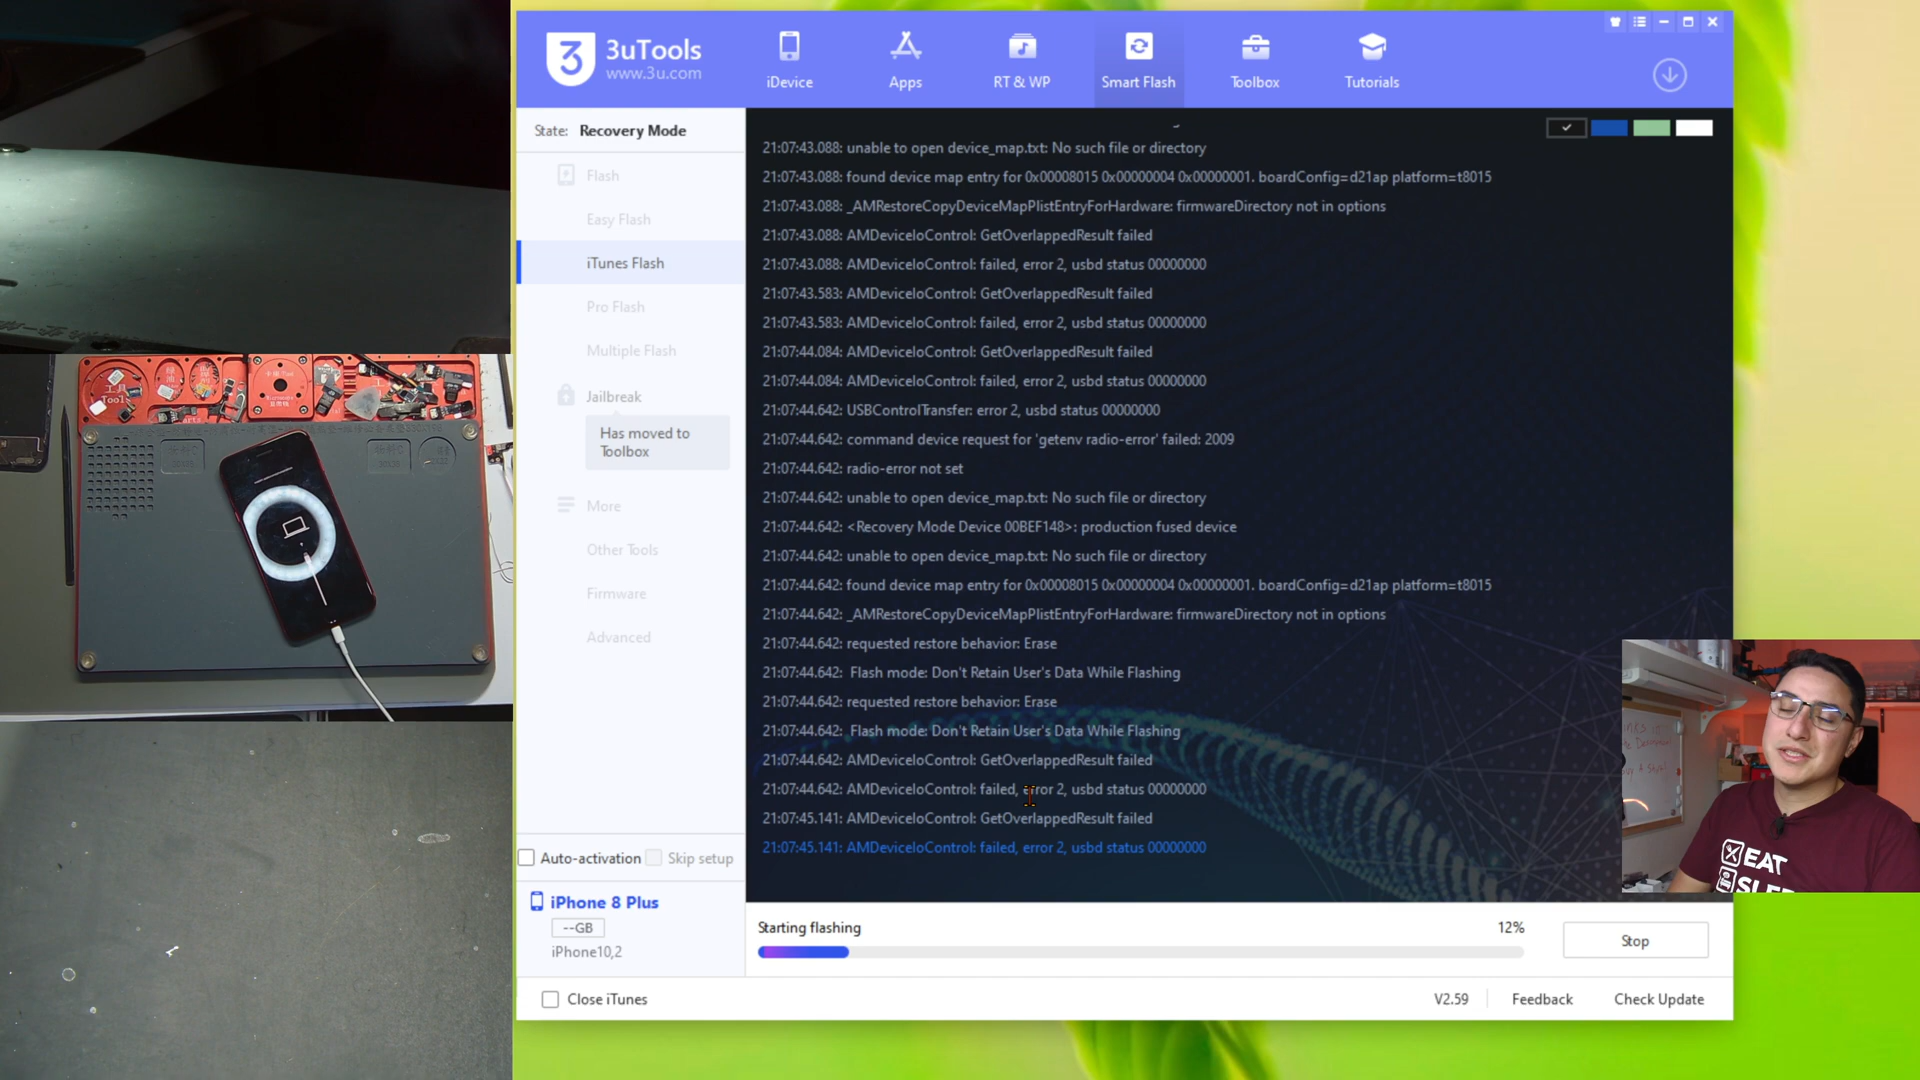 3uTools
www.3u.com
iDevice
Apps
RT & WP
Smart Flash
Toolbox
Tutorials
State: Recovery Mode
Flash
Easy Flash
iTunes Flash
Pro Flash
Multiple Flash
Jailbreak
Has moved to
Toolbox
More
Other Tools
Firmware
Advanced
21:07:43.088: unable to open device_map.txt: No such file or directory
21:07:43.088: found device map entry for 0x00008015 0x00000004 0x00000001. boardConfig=d21ap platform=t8015
21:07:43.088: _AMRestoreCopyDeviceMapPlistEntryForHardware: firmwareDirectory not in options
21:07:43.088: AMDeviceIoControl: GetOverlappedResult failed
21:07:43.088: AMDeviceIoControl: failed, error 2, usbd status 00000000
21:07:43.583: AMDeviceIoControl: GetOverlappedResult failed
21:07:43.583: AMDeviceIoControl: failed, error 2, usbd status 00000000
21:07:44.084: AMDeviceIoControl: GetOverlappedResult failed
21:07:44.084: AMDeviceIoControl: failed, error 2, usbd status 00000000
21:07:44.642: USBControlTransfer: error 2, usbd status 00000000
21:07:44.642: command device request for 'getenv radio-error' failed: 2009
21:07:44.642: radio-error not set
21:07:44.642: unable to open device_map.txt: No such file or directory
21:07:44.642: <Recovery Mode Device 00BEF148>: production fused device
21:07:44.642: unable to open device_map.txt: No such file or directory
21:07:44.642: found device map entry for 0x00008015 0x00000004 0x00000001. boardConfig=d21ap platform=t8015
21:07:44.642: _AMRestoreCopyDeviceMapPlistEntryForHardware: firmwareDirectory not in options
21:07:44.642: requested restore behavior: Erase
21:07:44.642: Flash mode: Don't Retain User's Data While Flashing
21:07:44.642: requested restore behavior: Erase
21:07:44.642: Flash mode: Don't Retain User's Data While Flashing
21:07:44.642: AMDeviceIoControl: GetOverlappedResult failed
21:07:44.642: AMDeviceIoControl: failed, error 2, usbd status 00000000
21:07:45.141: AMDeviceIoControl: GetOverlappedResult failed
21:07:45.141: AMDeviceIoControl: failed, error 2, usbd status 00000000
Auto-activation
Skip setup
iPhone 8 Plus
--GB
iPhone10,2
Starting flashing
12%
Stop
Close iTunes
V2.59
Feedback
Check Update
工具
Tools
EAT